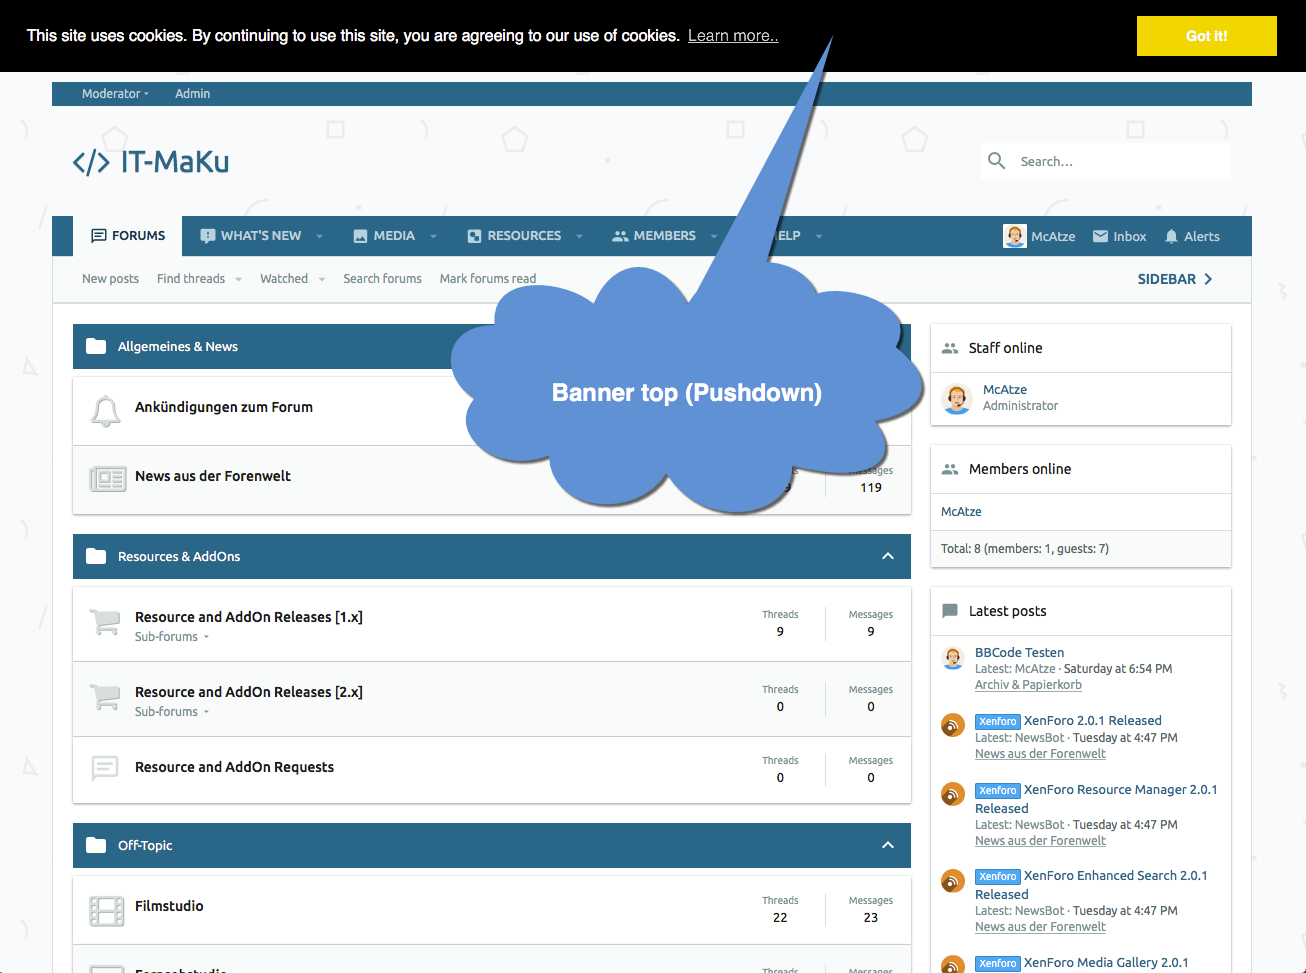 This site uses cookies. By continuing to use this site, you are agreeing to our use of cookies. Learn more..
Got it!
Moderator Admin
</> IT-MaKu
Search...
FORUMS WHAT'S NEW MEDIA RESOURCES MEMBERS
McAtze Inbox Alerts
New posts Find threads Watched Search forums Mark forums read
SIDEBAR
Allgemeines & News
Ankündigungen zum Forum
News aus der Forenwelt
119
Banner top (Pushdown)
Resources & AddOns
Resource and AddOn Releases [1.x]
Sub-forums
Threads Messages
9 9
Resource and AddOn Releases [2.x]
Sub-forums
Threads Messages
0 0
Resource and AddOn Requests
Threads Messages
0 0
Off-Topic
Filmstudio
Threads Messages
22 23
Threads Messages
Staff online
McAtze
Administrator
Members online
McAtze
Total: 8 (members: 1, guests: 7)
Latest posts
BBCode Testen
Latest: McAtze · Saturday at 6:54 PM
Archiv & Papierkorb
Xenforo XenForo 2.0.1 Released
Latest: NewsBot · Tuesday at 4:47 PM
News aus der Forenwelt
Xenforo XenForo Resource Manager 2.0.1
Released
Latest: NewsBot · Tuesday at 4:47 PM
News aus der Forenwelt
Xenforo XenForo Enhanced Search 2.0.1
Released
Latest: NewsBot · Tuesday at 4:47 PM
News aus der Forenwelt
Xenforo XenForo Media Gallery 2.0.1